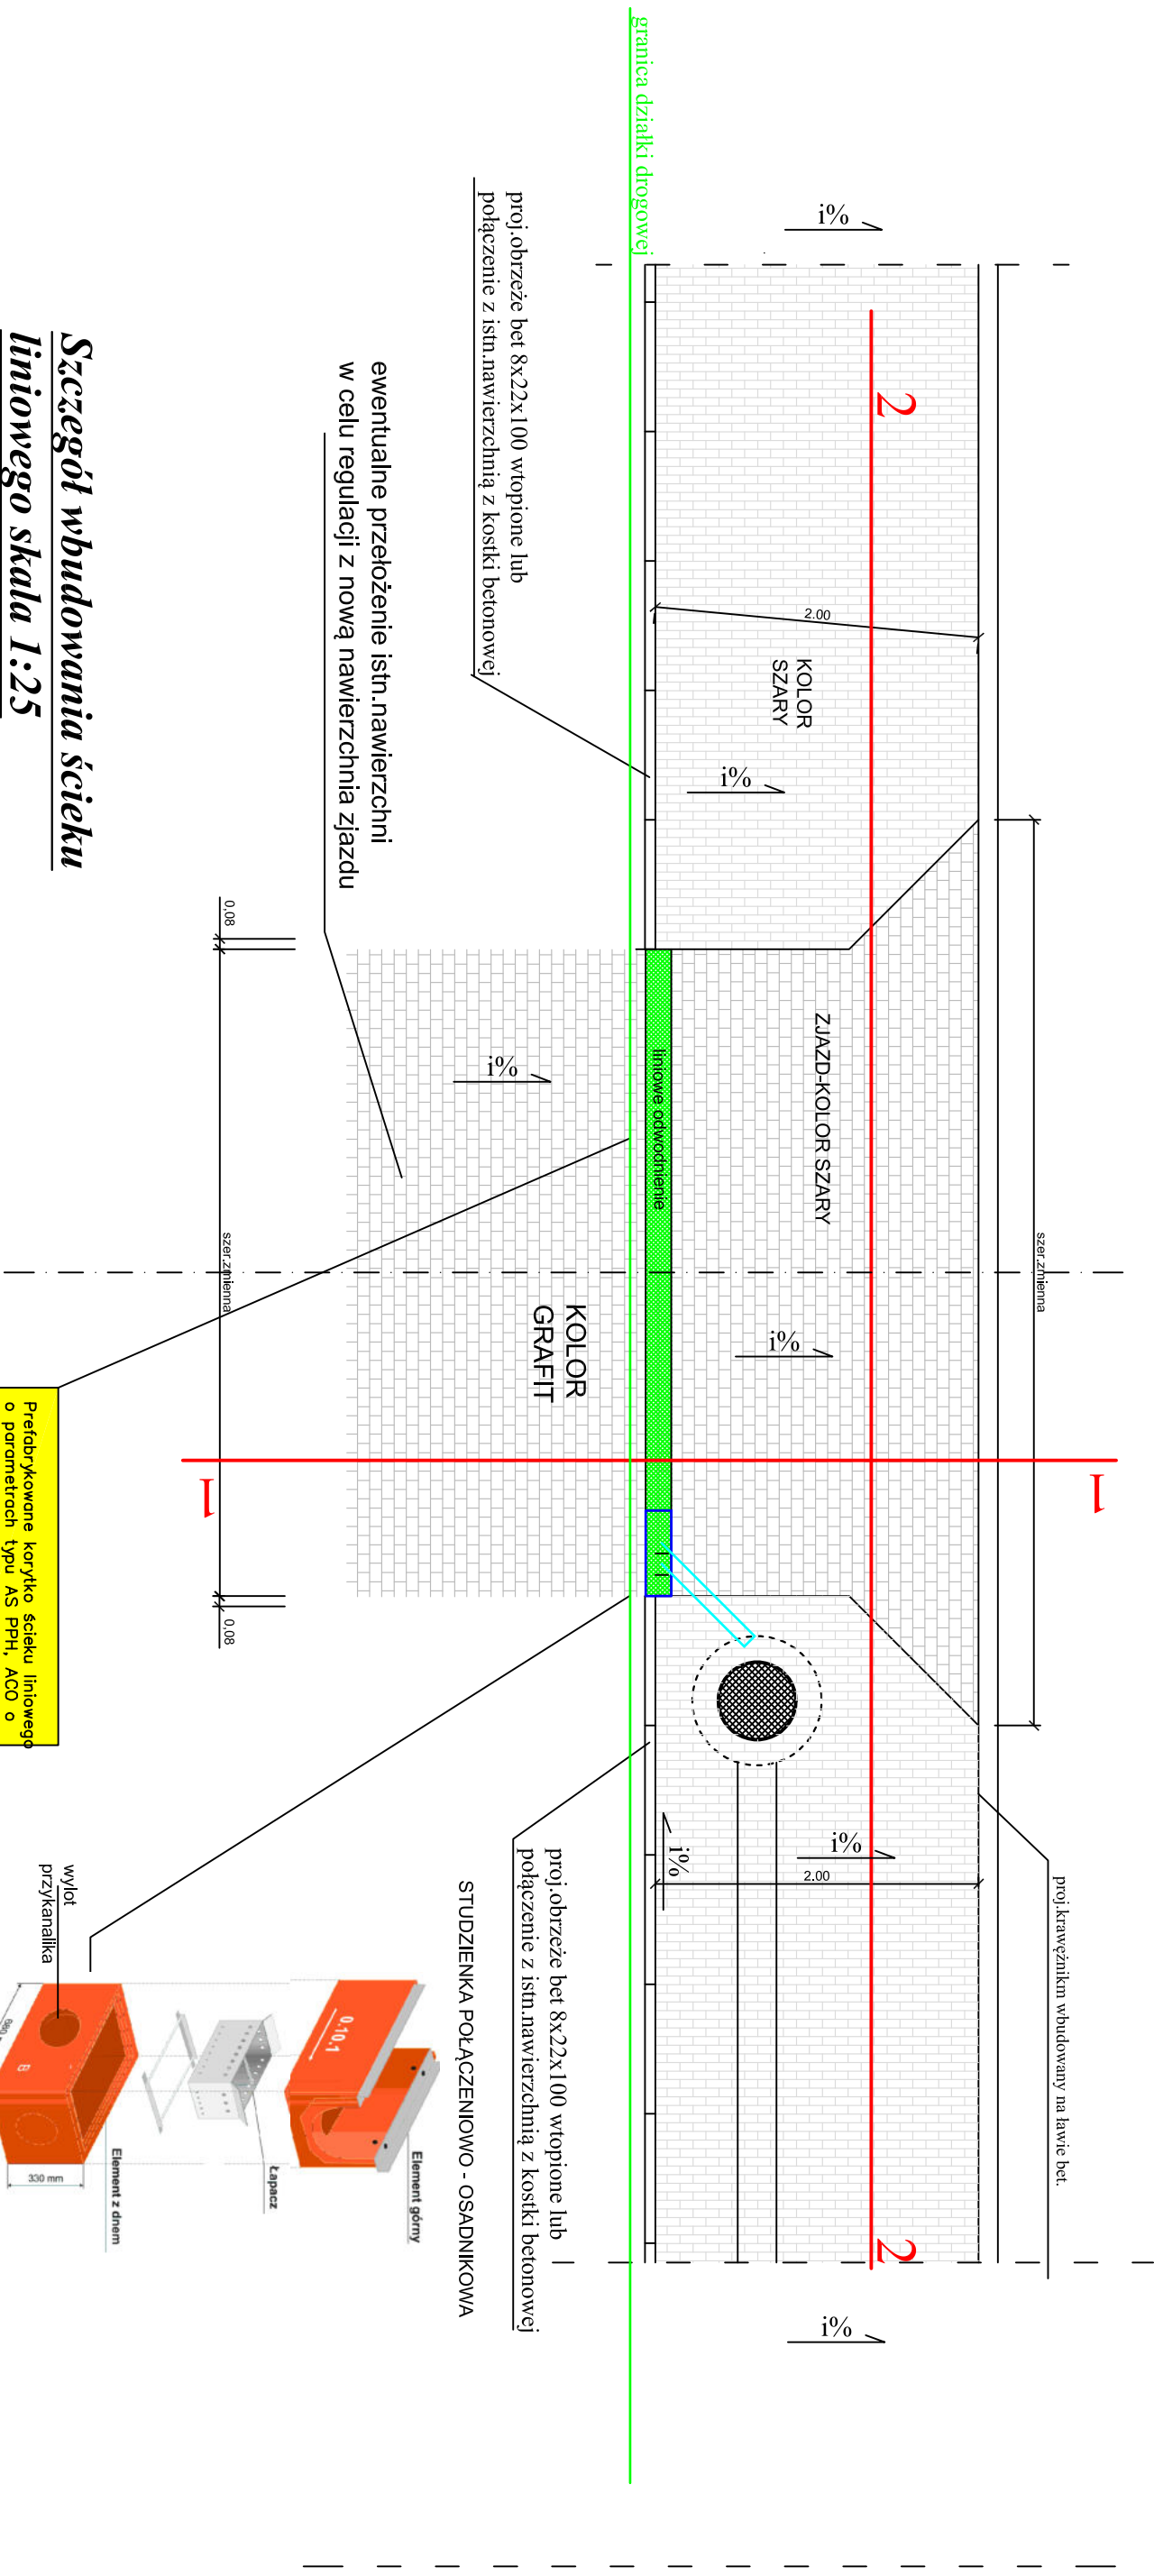 proj.krawężnikm wbudowany na ławie bet.
szer.zmienna
1
2
2
i%
i%
i%
i%
i%
i%
i%
i%
2.00
2.00
KOLOR
SZARY
ZJAZD-KOLOR SZARY
liniowe odwodnienie
granica działki drogowej
KOLOR
GRAFIT
proj.obrzeże bet 8x22x100 wtopione lub
połączenie z istn.nawierzchnią z kostki betonowej
proj.obrzeże bet 8x22x100 wtopione lub
połączenie z istn.nawierzchnią z kostki betonowej
STUDZIENKA POŁĄCZENIOWO - OSADNIKOWA
ewentualne przełożenie istn.nawierzchni
w celu regulacji z nową nawierzchnia zjazdu
0,08
szer.zmienna
0,08
1
Element górny
0.10.1
Łapacz
Element z dnem
330 mm
B
wylot
przykanalika
Szczegół wbudowania ścieku
liniowego skala 1:25
Prefabrykowane korytko ścieku liniowego
o parametrach typu AS PPH, ACO o